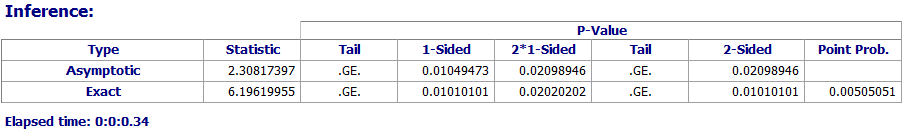 Inference:
P-Value
Type Statistic Tail 1-Sided 2*1-Sided Tail 2-Sided Point Prob.
Asymptotic 2.30817397 .GE. 0.01049473 0.02098946 .GE. 0.02098946
Exact 6.19619955 .GE. 0.01010101 0.02020202 .GE. 0.01010101 0.00505051
Elapsed time: 0:0:0.34